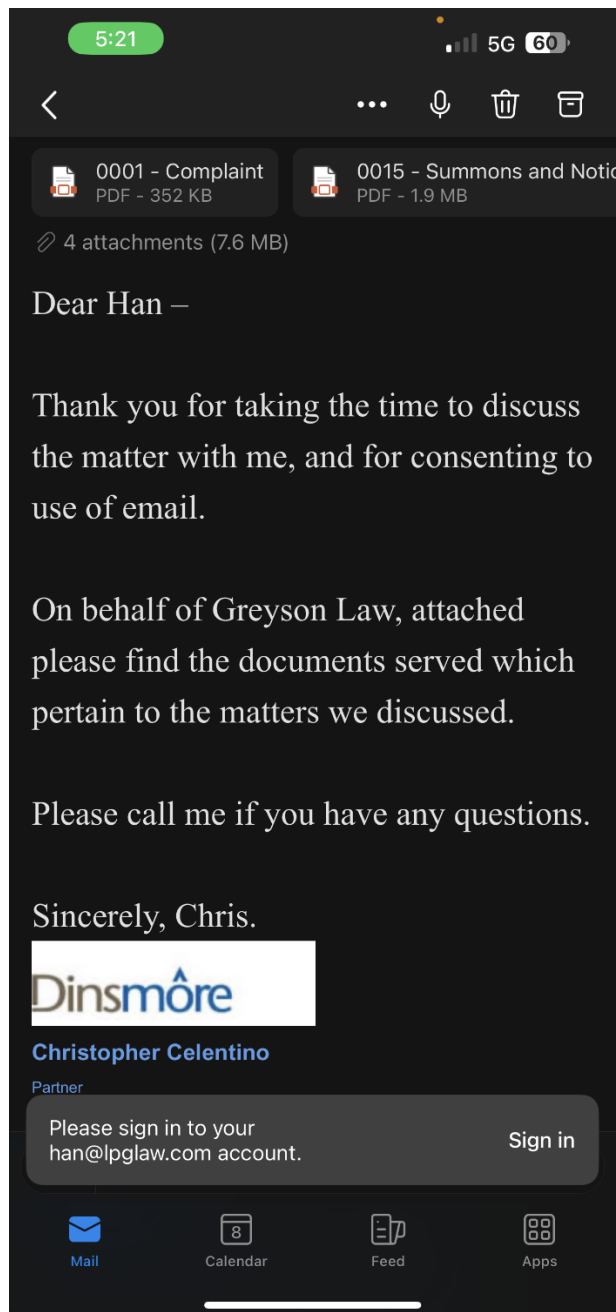 5:21
5G 60
0001 - Complaint
PDF - 352 KB
0015 - Summons and Notic
PDF - 1.9 MB
4 attachments (7.6 MB)
Dear Han –
Thank you for taking the time to discuss
the matter with me, and for consenting to
use of email.
On behalf of Greyson Law, attached
please find the documents served which
pertain to the matters we discussed.
Please call me if you have any questions.
Sincerely, Chris.
Dinsmôre
Christopher Celentino
Partner
Please sign in to your
han@lpglaw.com account.
Sign in
8
Mail
Calendar
Feed
Apps